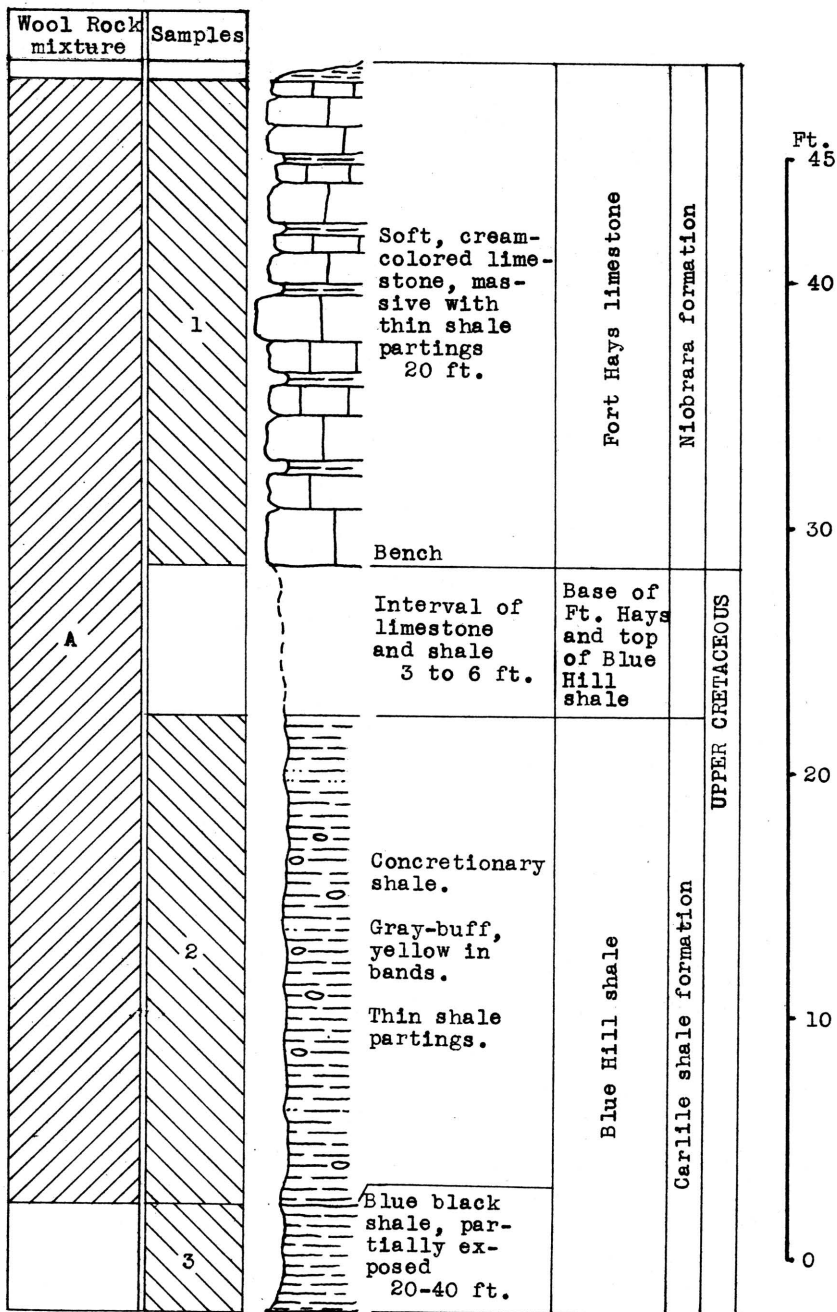 Wool Rock
mixture
Samples
Ft.
45
40
30
20
10
0
A
1
2
3
Soft, cream-
colored lime-
stone, mas-
sive with
thin shale
partings
20 ft.
Bench
Interval of
limestone
and shale
3 to 6 ft.
Concretionary
shale.
Gray-buff,
yellow in
bands.
Thin shale
partings.
Blue black
shale, par-
tially ex-
posed
20-40 ft.
Fort Hays limestone
Base of
Ft. Hays
and top
of Blue
Hill
shale
Blue Hill shale
Niobrara formation
Carlile shale formation
UPPER CRETACEOUS